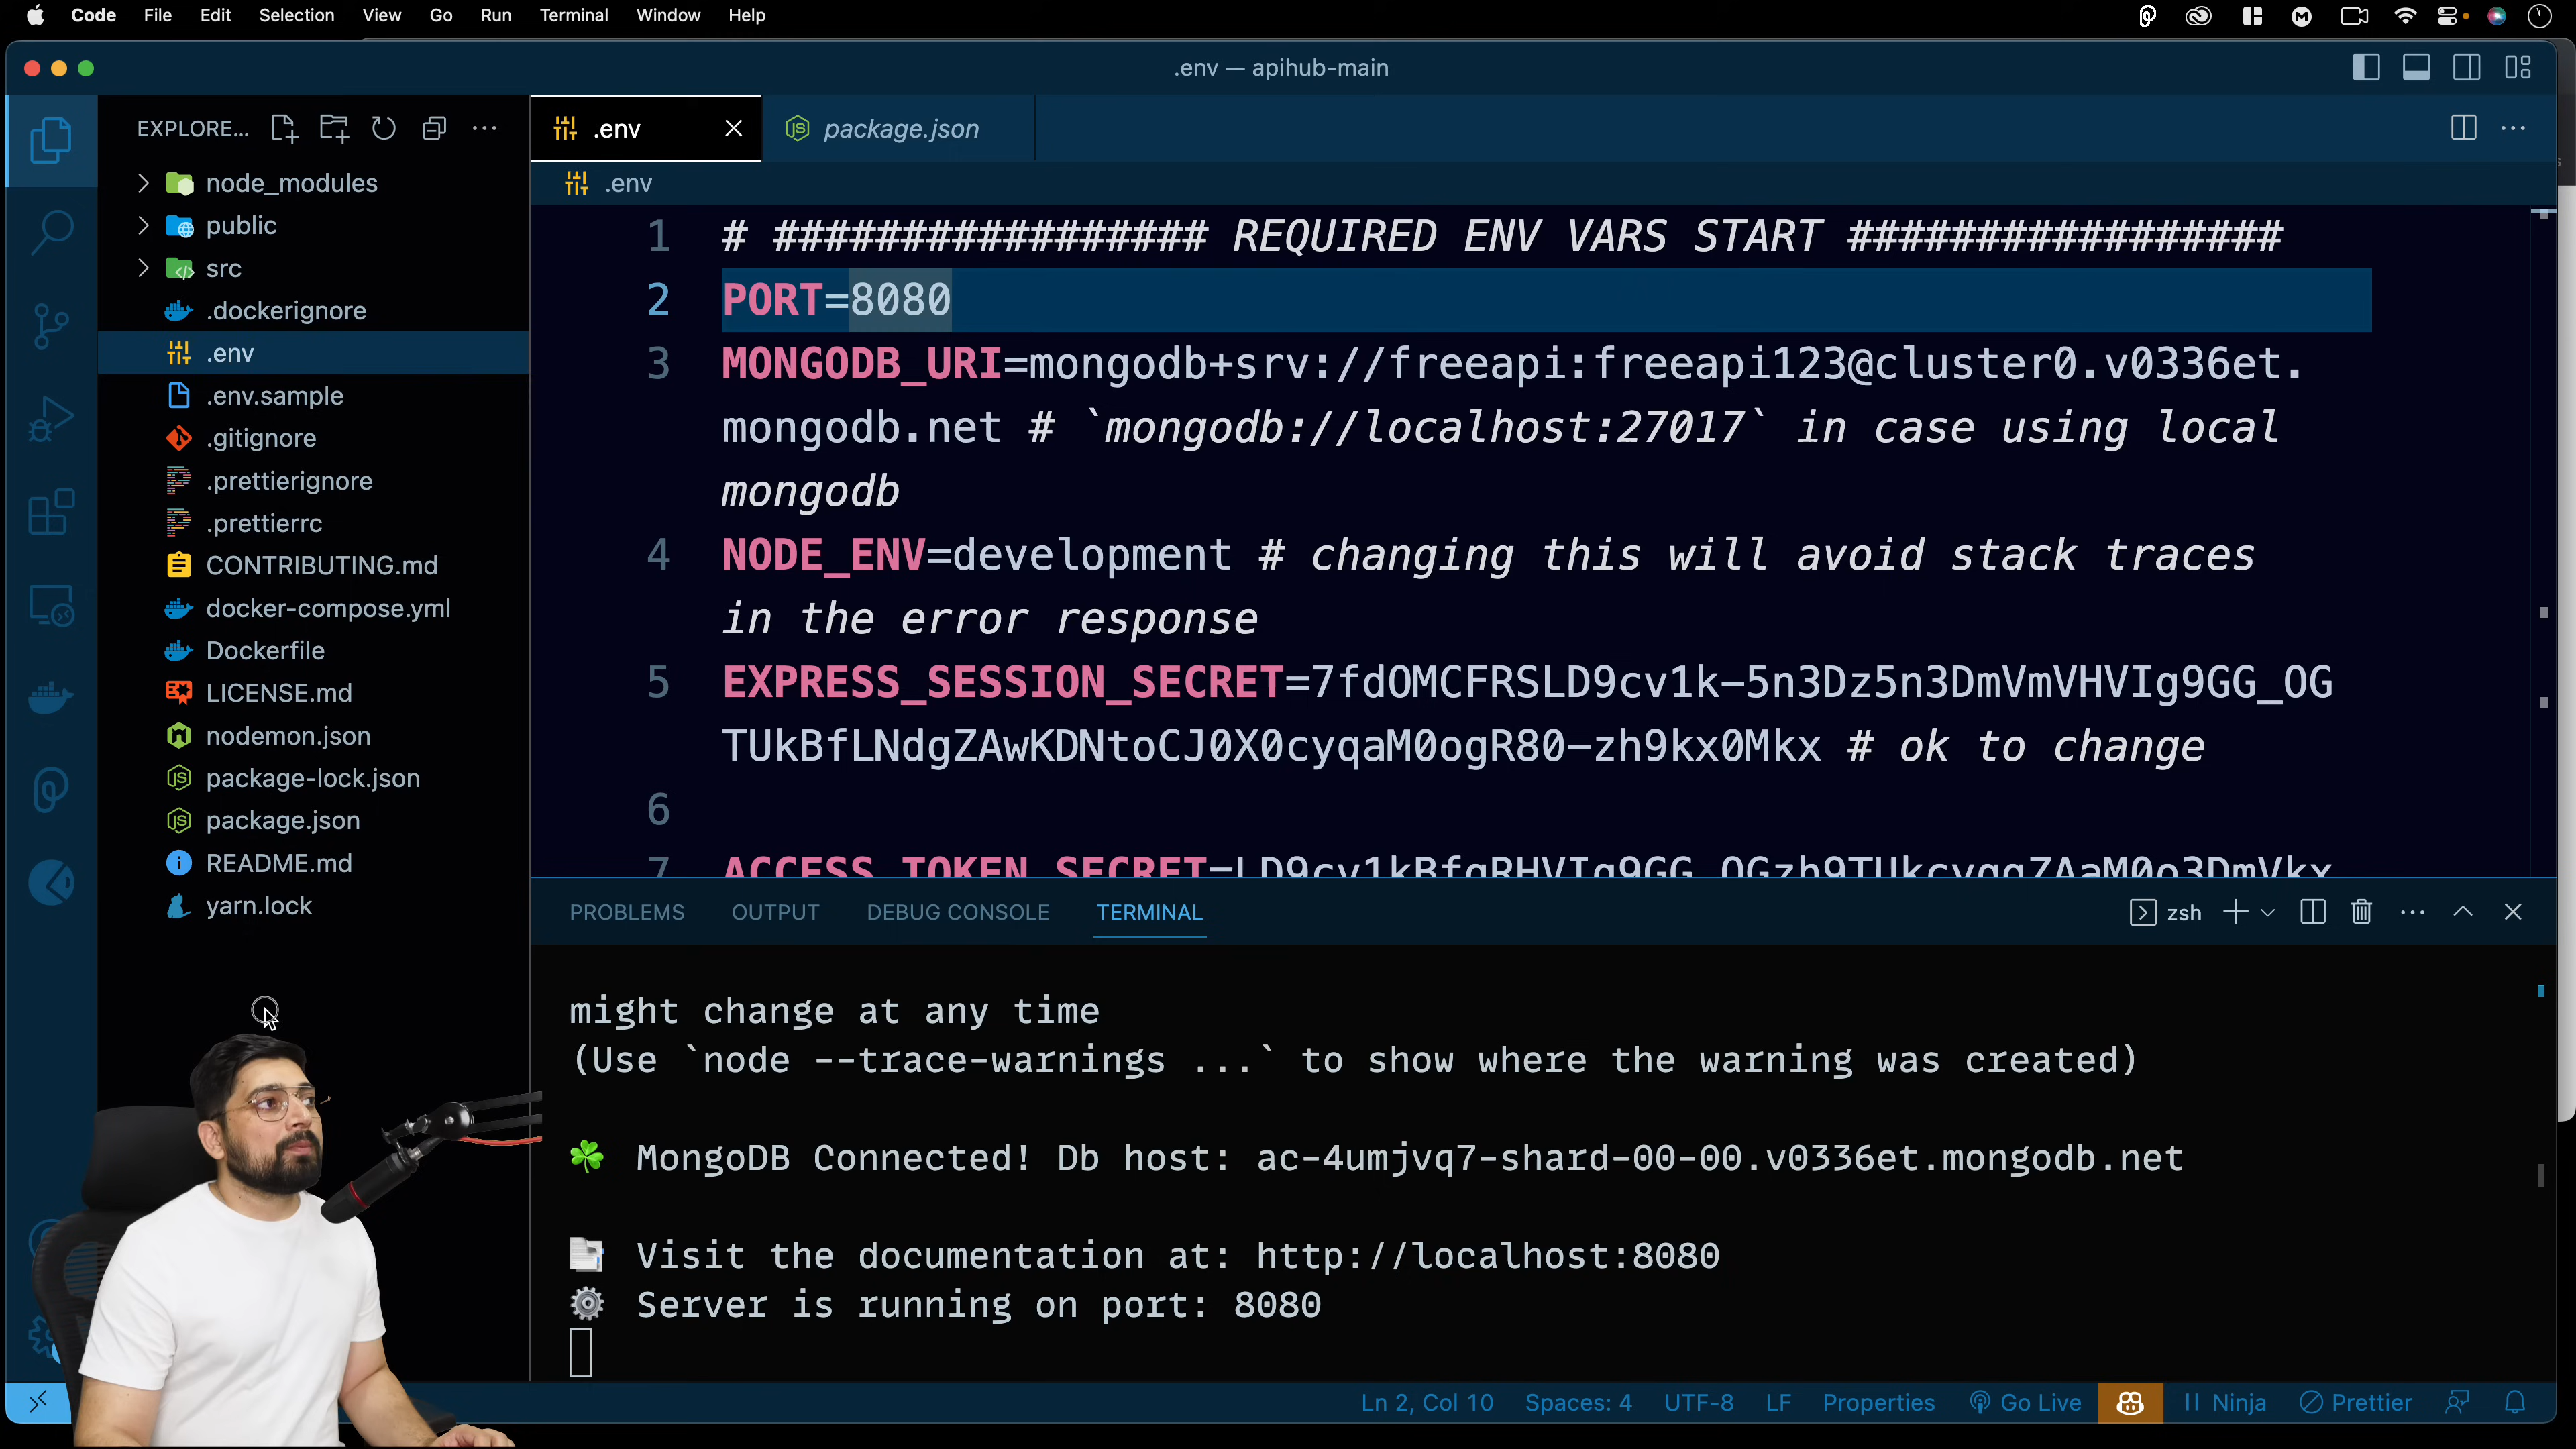 Code File Edit Selection View Go Run Terminal Window Help
.env — apihub-main
EXPLORE...
node_modules
public
src
.dockerignore
.env
.env.sample
.gitignore
.prettierignore
.prettierrc
CONTRIBUTING.md
docker-compose.yml
Dockerfile
LICENSE.md
nodemon.json
package-lock.json
package.json
README.md
yarn.lock
.env
package.json
.env
1 # ################# REQUIRED ENV VARS START #################
2 PORT=8080
3 MONGODB_URI=mongodb+srv://freeapi:freeapi123@cluster0.v0336et.
mongodb.net # `mongodb://localhost:27017` in case using local
mongodb
4 NODE_ENV=development # changing this will avoid stack traces
in the error response
5 EXPRESS_SESSION_SECRET=7fdOMCFRSLD9cv1k-5n3Dz5n3DmVmVHVIg9GG_OG
TUkBfLNdgZAwKDNtoCJ0X0cyqaM0ogR80-zh9kx0Mkx # ok to change
6
7 ACCESS_TOKEN_SECRET=LD9cv1kBfgRHVIg9GG_OGzh9TUkcyqgZAaM0o3DmVkx
PROBLEMS OUTPUT DEBUG CONSOLE TERMINAL
zsh
might change at any time
(Use `node --trace-warnings ...` to show where the warning was created)
MongoDB Connected! Db host: ac-4umjvq7-shard-00-00.v0336et.mongodb.net
Visit the documentation at: http://localhost:8080
Server is running on port: 8080
Ln 2, Col 10 Spaces: 4 UTF-8 LF Properties Go Live Ninja Prettier